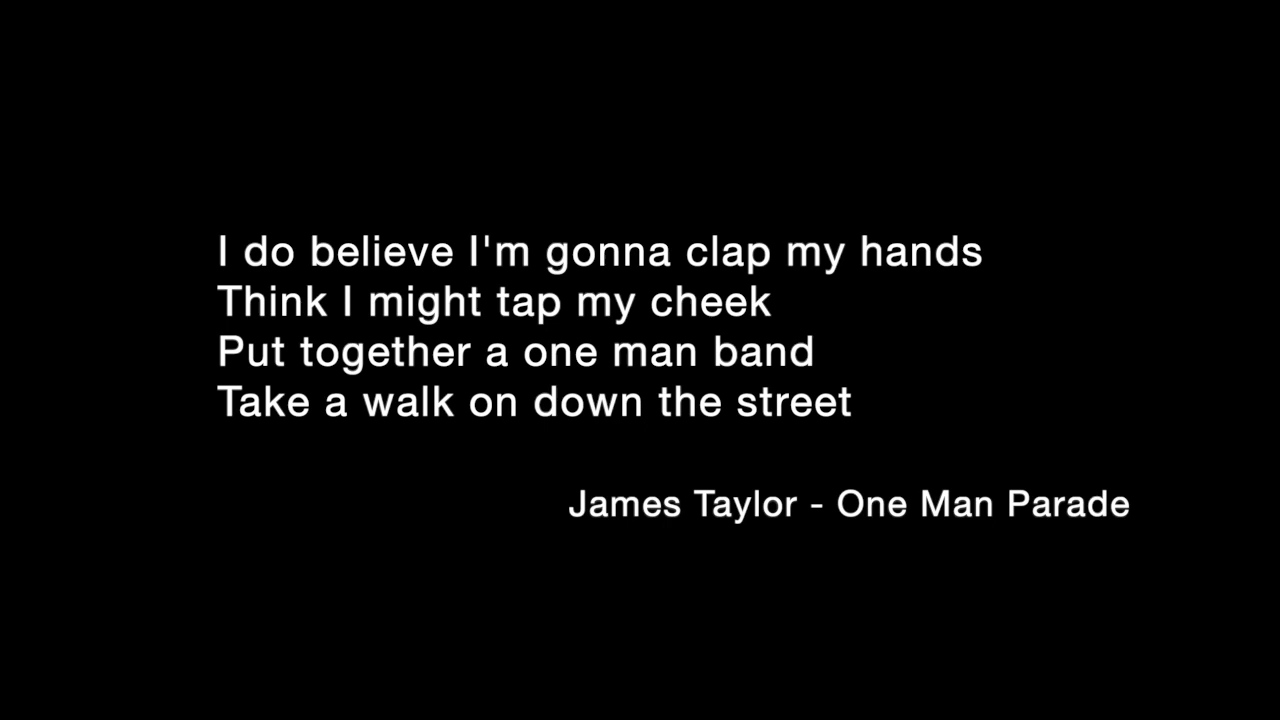 I do believe I'm gonna clap my hands
Think I might tap my cheek
Put together a one man band
Take a walk on down the street
James Taylor - One Man Parade